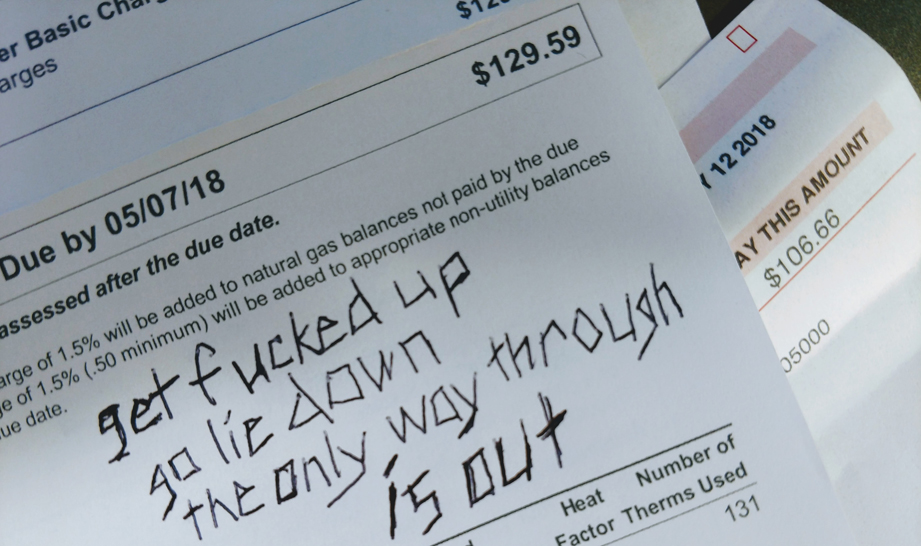 er Basic
arges
$129.59
Due by 05/07/18
assessed after the due date.
arge of 1.5% will be added to natural gas balances not paid by the due
ge of 1.5% (.50 minimum) will be added to appropriate non-utility balances
ue date.
get fucked up
go lie down
the only way through
is out
Heat Number of
Factor Therms Used
131
12 2018
AY THIS AMOUNT
$106.66
05000